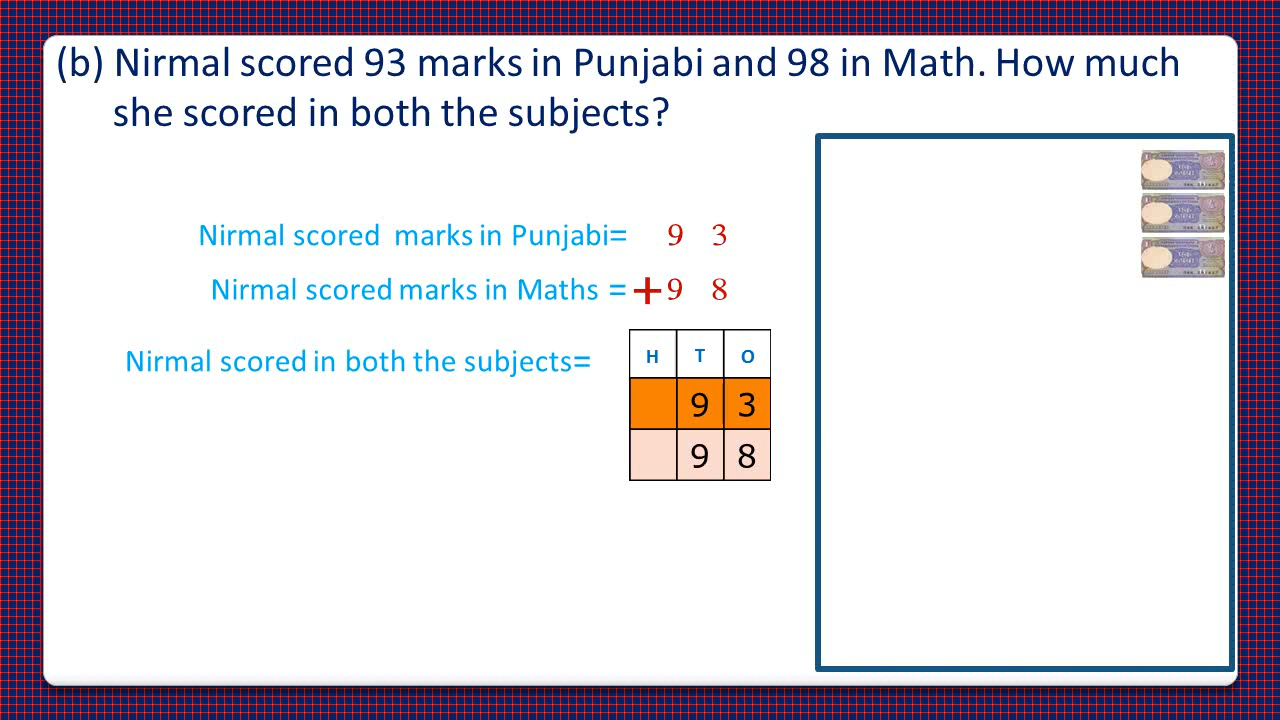 (b) Nirmal scored 93 marks in Punjabi and 98 in Math. How much
she scored in both the subjects?
Nirmal scored marks in Punjabi= 9 3
Nirmal scored marks in Maths = +9 8
Nirmal scored in both the subjects=
H T O
9 3
9 8